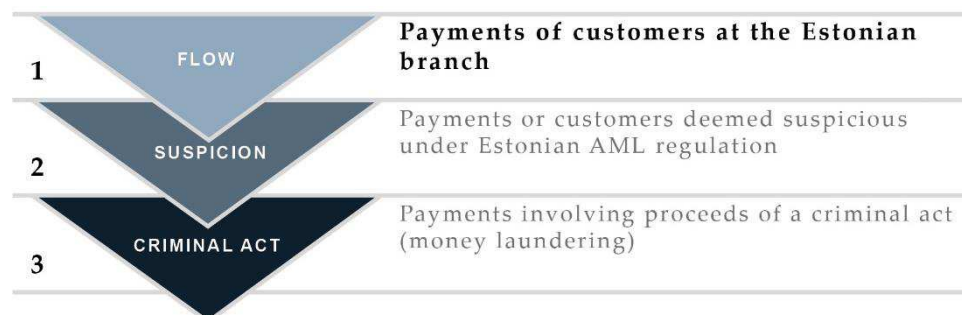 1
FLOW
Payments of customers at the Estonian
branch
2
SUSPICION
Payments or customers deemed suspicious
under Estonian AML regulation
3
CRIMINAL ACT
Payments involving proceeds of a criminal act
(money laundering)